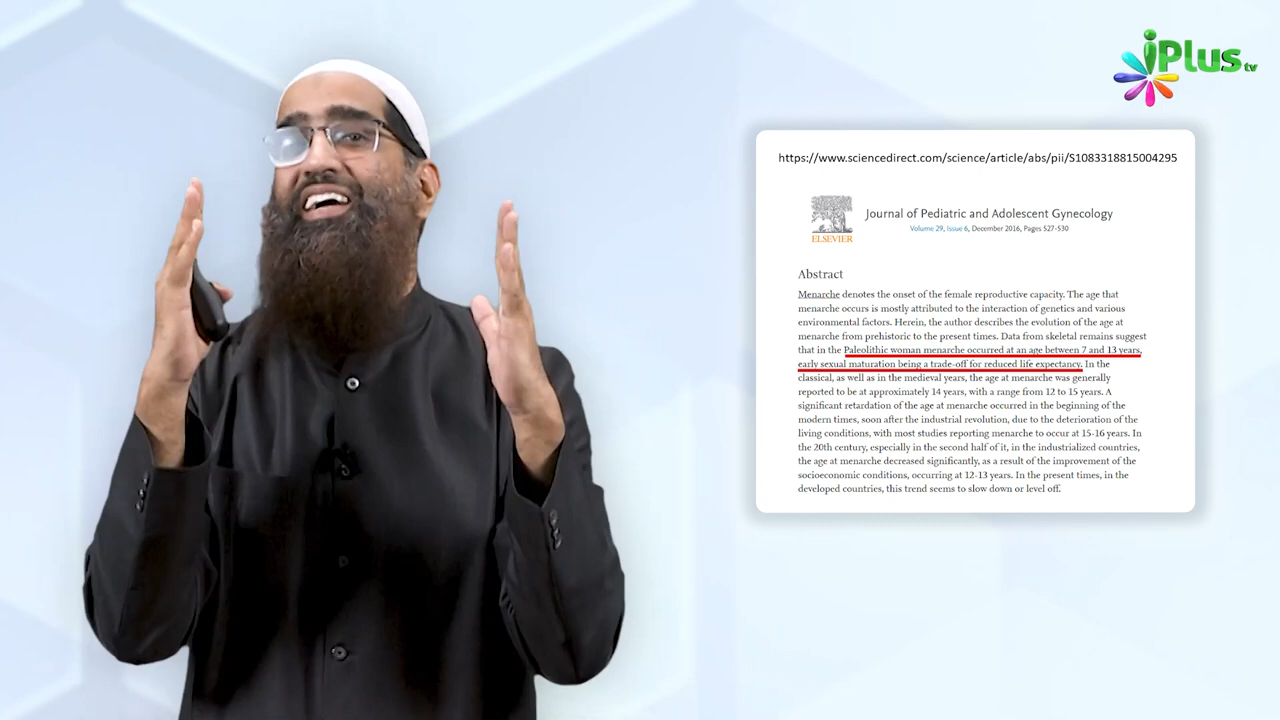 iPlus tv
https://www.sciencedirect.com/science/article/abs/pii/S1083318815004295
ELSEVIER
Journal of Pediatric and Adolescent Gynecology
Volume 29, Issue 6, December 2016, Pages 527-530
Abstract
Menarche denotes the onset of the female reproductive capacity. The age that
menarche occurs is mostly attributed to the interaction of genetics and various
environmental factors. Herein, the author describes the evolution of the age at
menarche from prehistoric to the present times. Data from skeletal remains suggest
that in the Paleolithic woman menarche occurred at an age between 7 and 13 years,
early sexual maturation being a trade-off for reduced life expectancy. In the
classical, as well as in the medieval years, the age at menarche was generally
reported to be at approximately 14 years, with a range from 12 to 15 years. A
significant retardation of the age at menarche occurred in the beginning of the
modern times, soon after the industrial revolution, due to the deterioration of the
living conditions, with most studies reporting menarche to occur at 15-16 years. In
the 20th century, especially in the second half of it, in the industrialized countries,
the age at menarche decreased significantly, as a result of the improvement of the
socioeconomic conditions, occurring at 12-13 years. In the present times, in the
developed countries, this trend seems to slow down or level off.